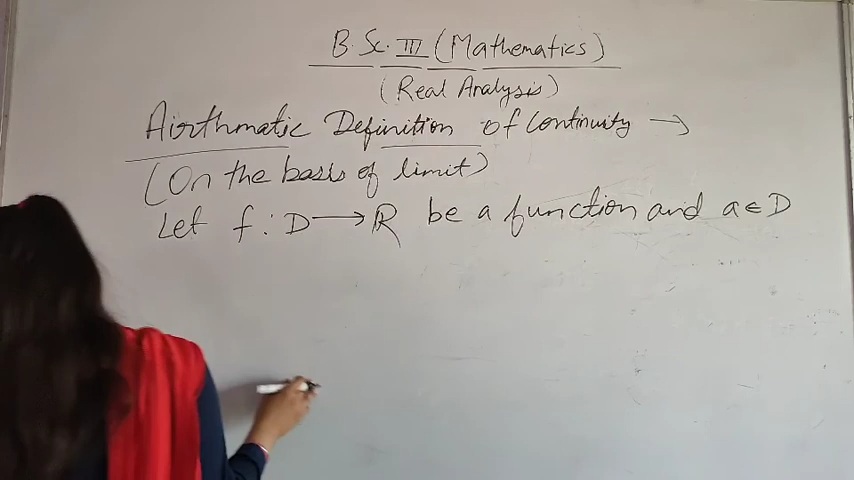 B.Sc. III (Mathematics)
(Real Analysis)
Airthmatic Definition of Continuity →
(On the basis of limit)
Let f : D → R be a function and a ∈ D